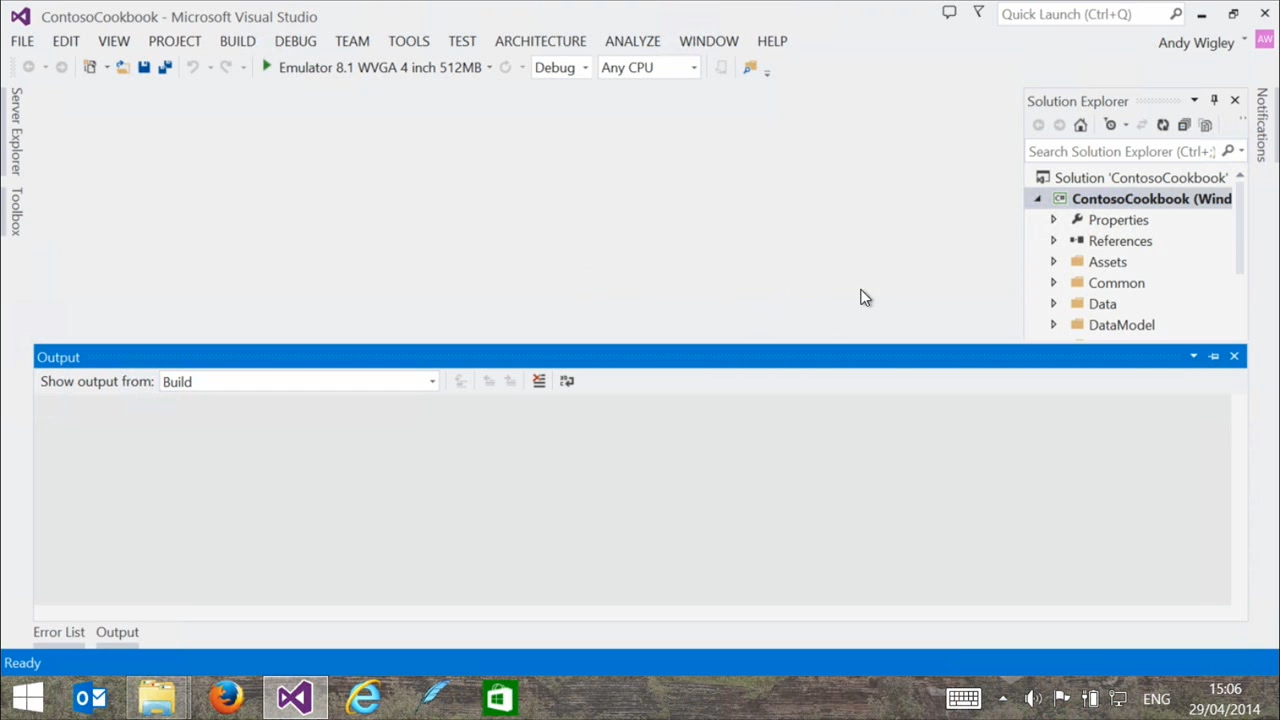 ContosoCookbook - Microsoft Visual Studio
Quick Launch (Ctrl+Q)
FILE EDIT VIEW PROJECT BUILD DEBUG TEAM TOOLS TEST ARCHITECTURE ANALYZE WINDOW HELP
Andy Wigley
AW
Emulator 8.1 WVGA 4 inch 512MB
Debug
Any CPU
Server Explorer
Toolbox
Solution Explorer
Search Solution Explorer (Ctrl+;)
Solution 'ContosoCookbook'
ContosoCookbook (Wind
Properties
References
Assets
Common
Data
DataModel
Notifications
Output
Show output from: Build
Error List Output
Ready
ENG
15:06
29/04/2014